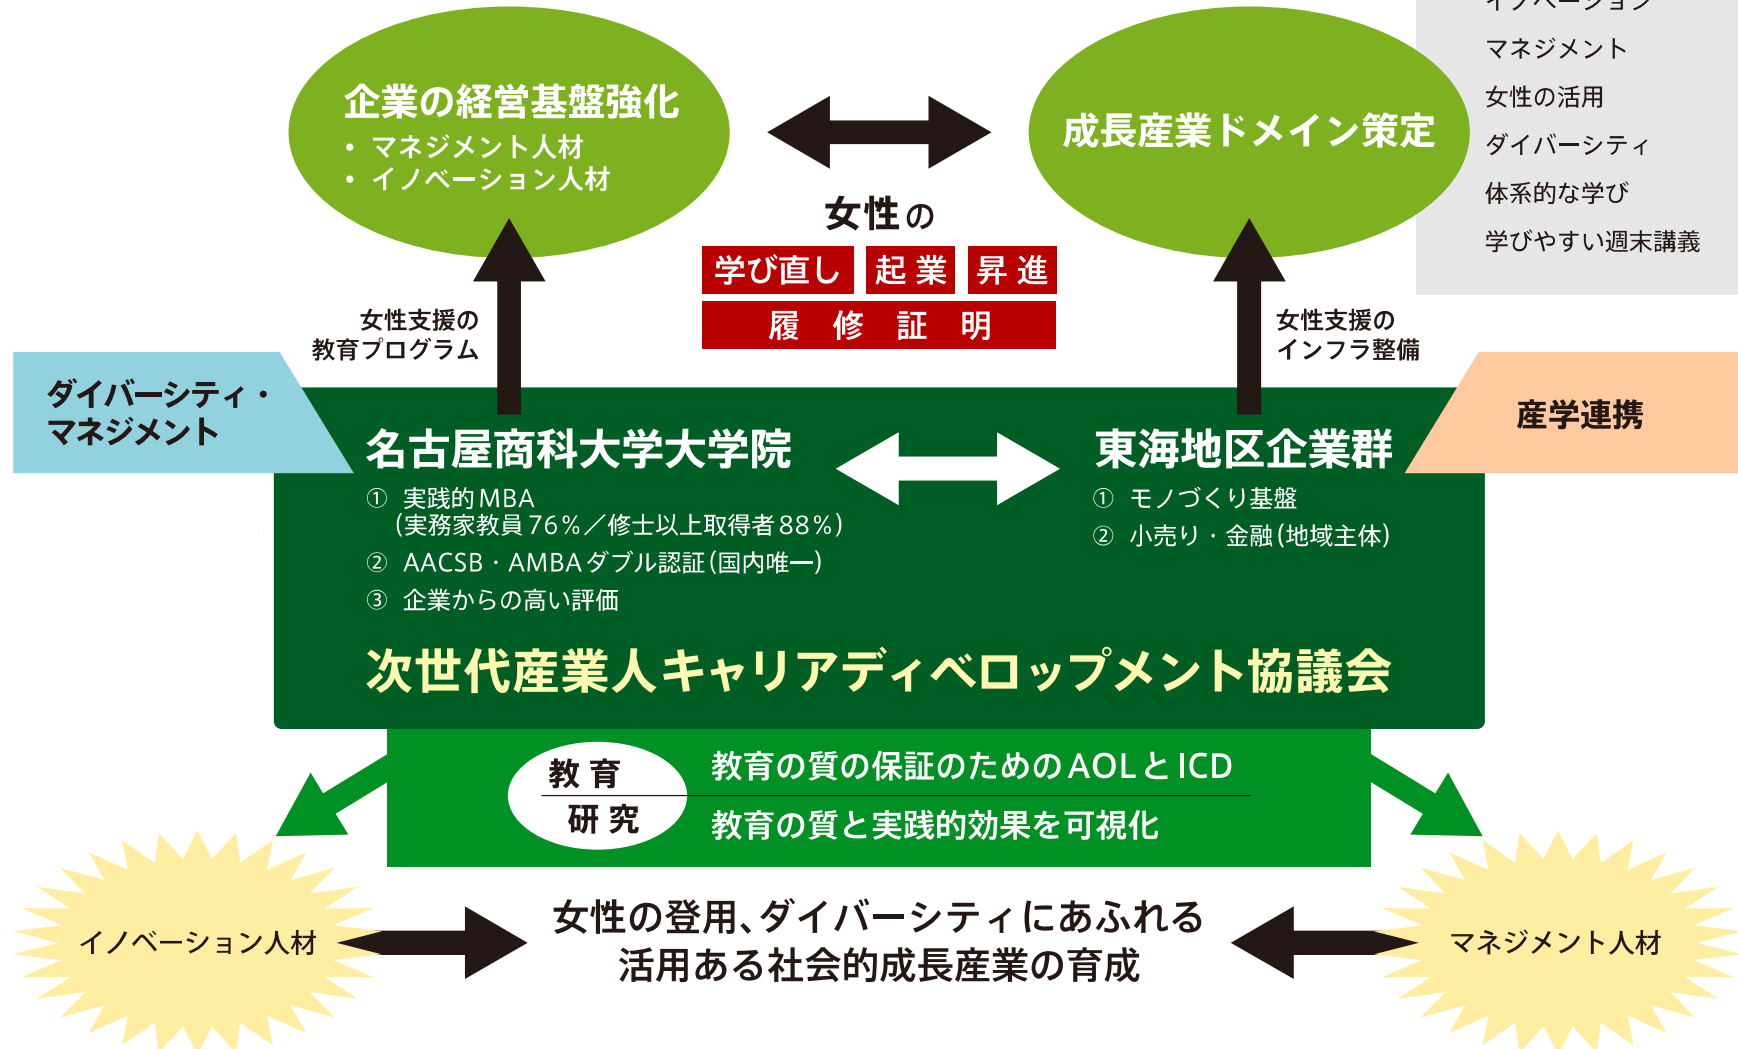 イノベーション
マネジメント
女性の活用
ダイバーシティ
体系的な学び
学びやすい週末講義
企業の経営基盤強化
・ マネジメント人材
・ イノベーション人材
成長産業ドメイン策定
女性の
学び直し 起業 昇進
履修証明
女性支援の
教育プログラム
女性支援の
インフラ整備
ダイバーシティ・
マネジメント
産学連携
名古屋商科大学大学院
① 実践的MBA
(実務家教員76%／修士以上取得者88%)
② AACSB・AMBAダブル認証(国内唯一)
③ 企業からの高い評価
東海地区企業群
① モノづくり基盤
② 小売り・金融(地域主体)
次世代産業人キャリアディベロップメント協議会
教育
研究
教育の質の保証のためのAOLとICD
教育の質と実践的効果を可視化
イノベーション人材
女性の登用、ダイバーシティにあふれる
活用ある社会的成長産業の育成
マネジメント人材